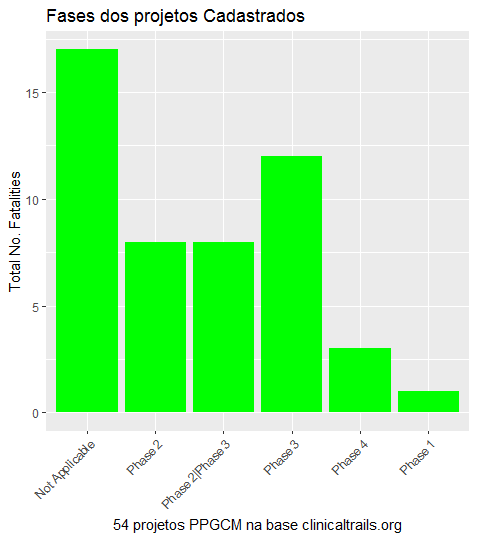 Fases dos projetos Cadastrados
Total No. Fatalities
15
10
5
0
Not Applicable
Phase 2
Phase 2|Phase 3
Phase 3
Phase 4
Phase 1
54 projetos PPGCM na base clinicaltrails.org